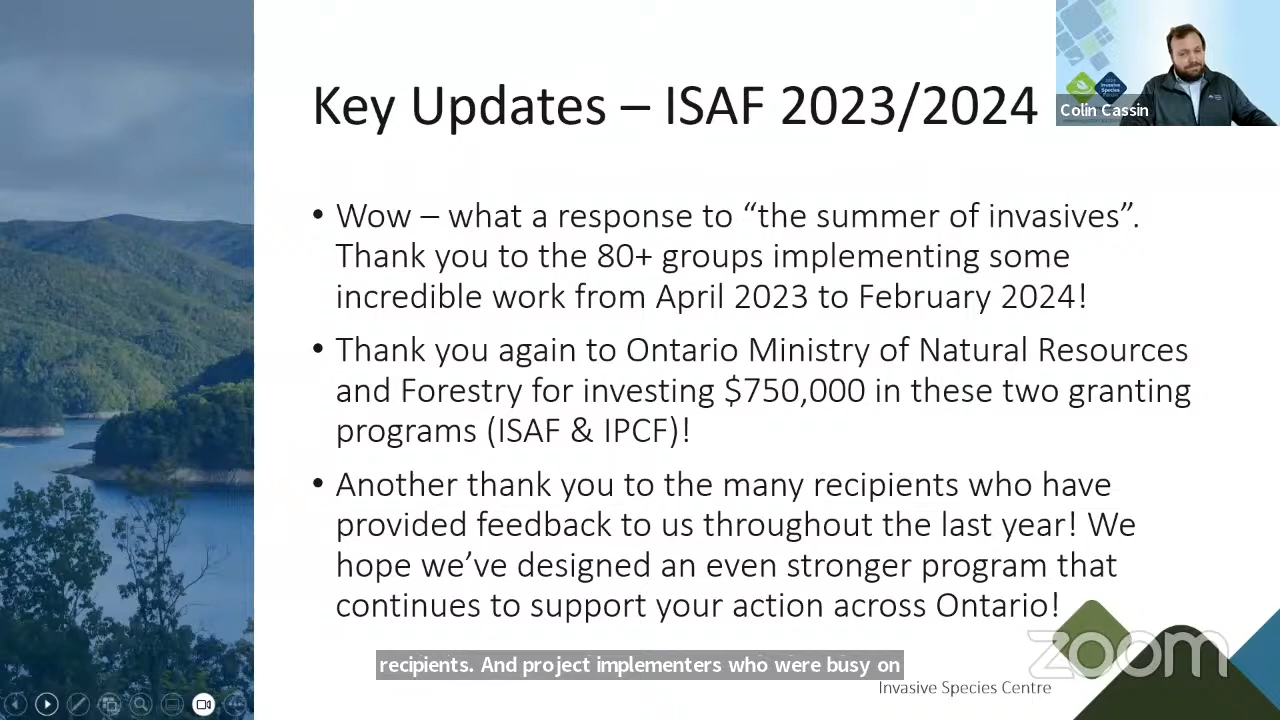 Key Updates – ISAF 2023/2024
Colin Cassin
• Wow – what a response to “the summer of invasives”.
Thank you to the 80+ groups implementing some
incredible work from April 2023 to February 2024!
• Thank you again to Ontario Ministry of Natural Resources
and Forestry for investing $750,000 in these two granting
programs (ISAF & IPCF)!
• Another thank you to the many recipients who have
provided feedback to us throughout the last year! We
hope we’ve designed an even stronger program that
continues to support your action across Ontario!
recipients. And project implementers who were busy on
zoom
Invasive Species Centre